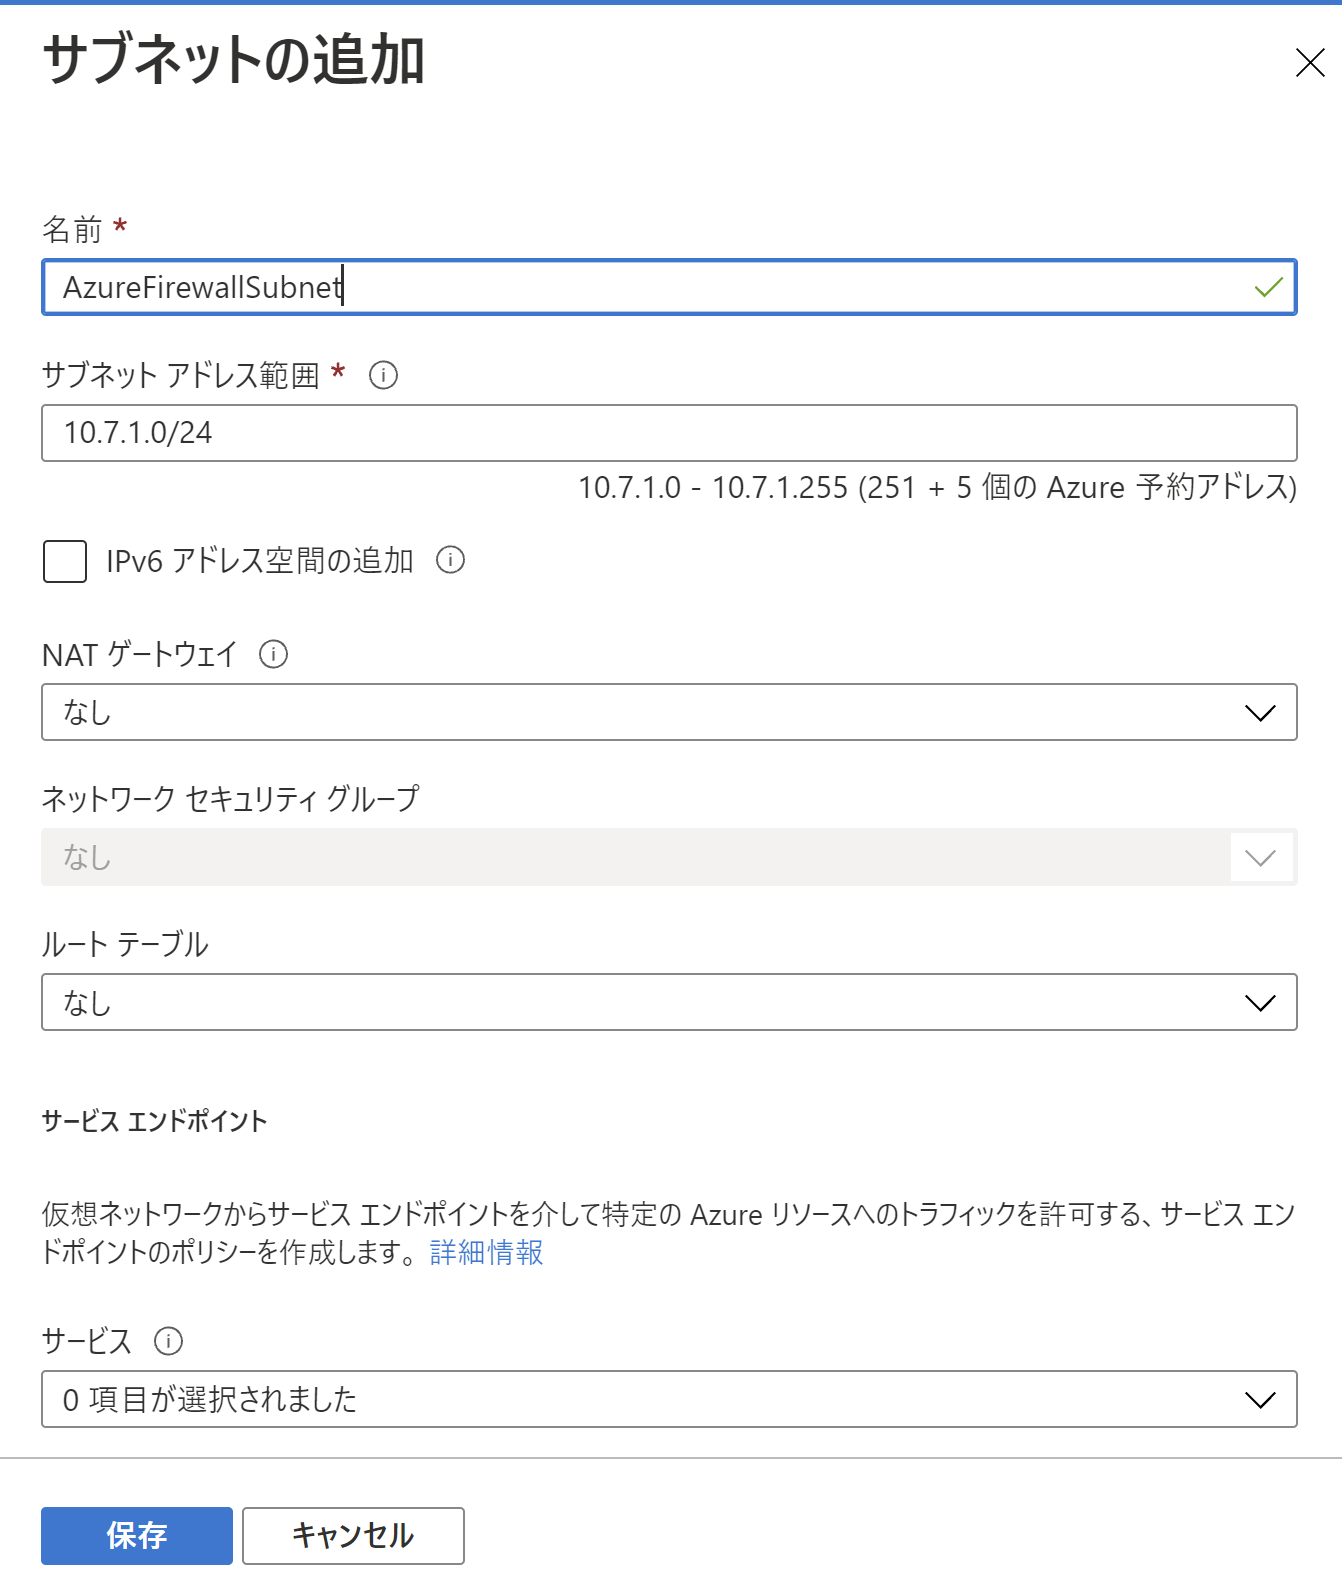 サブネットの追加
名前 *
AzureFirewallSubnet
サブネット アドレス範囲 *
10.7.1.0/24
10.7.1.0 - 10.7.1.255 (251 + 5 個の Azure 予約アドレス)
IPv6 アドレス空間の追加
NAT ゲートウェイ
なし
ネットワーク セキュリティ グループ
なし
ルート テーブル
なし
サービス エンドポイント
仮想ネットワークからサービス エンドポイントを介して特定の Azure リソースへのトラフィックを許可する、サービス エン
ドポイントのポリシーを作成します。 詳細情報
サービス
0 項目が選択されました
保存 キャンセル